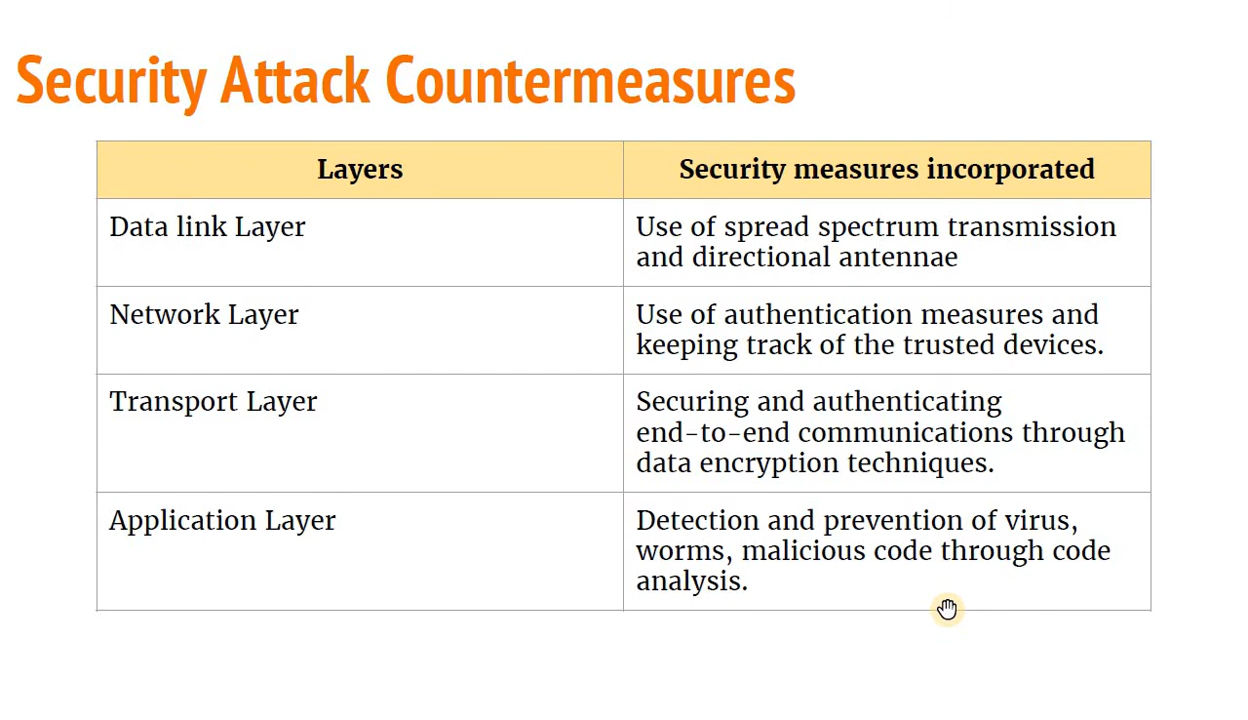 Security Attack Countermeasures
Layers
Security measures incorporated
Data link Layer
Use of spread spectrum transmission
and directional antennae
Network Layer
Use of authentication measures and
keeping track of the trusted devices.
Transport Layer
Securing and authenticating
end-to-end communications through
data encryption techniques.
Application Layer
Detection and prevention of virus,
worms, malicious code through code
analysis.